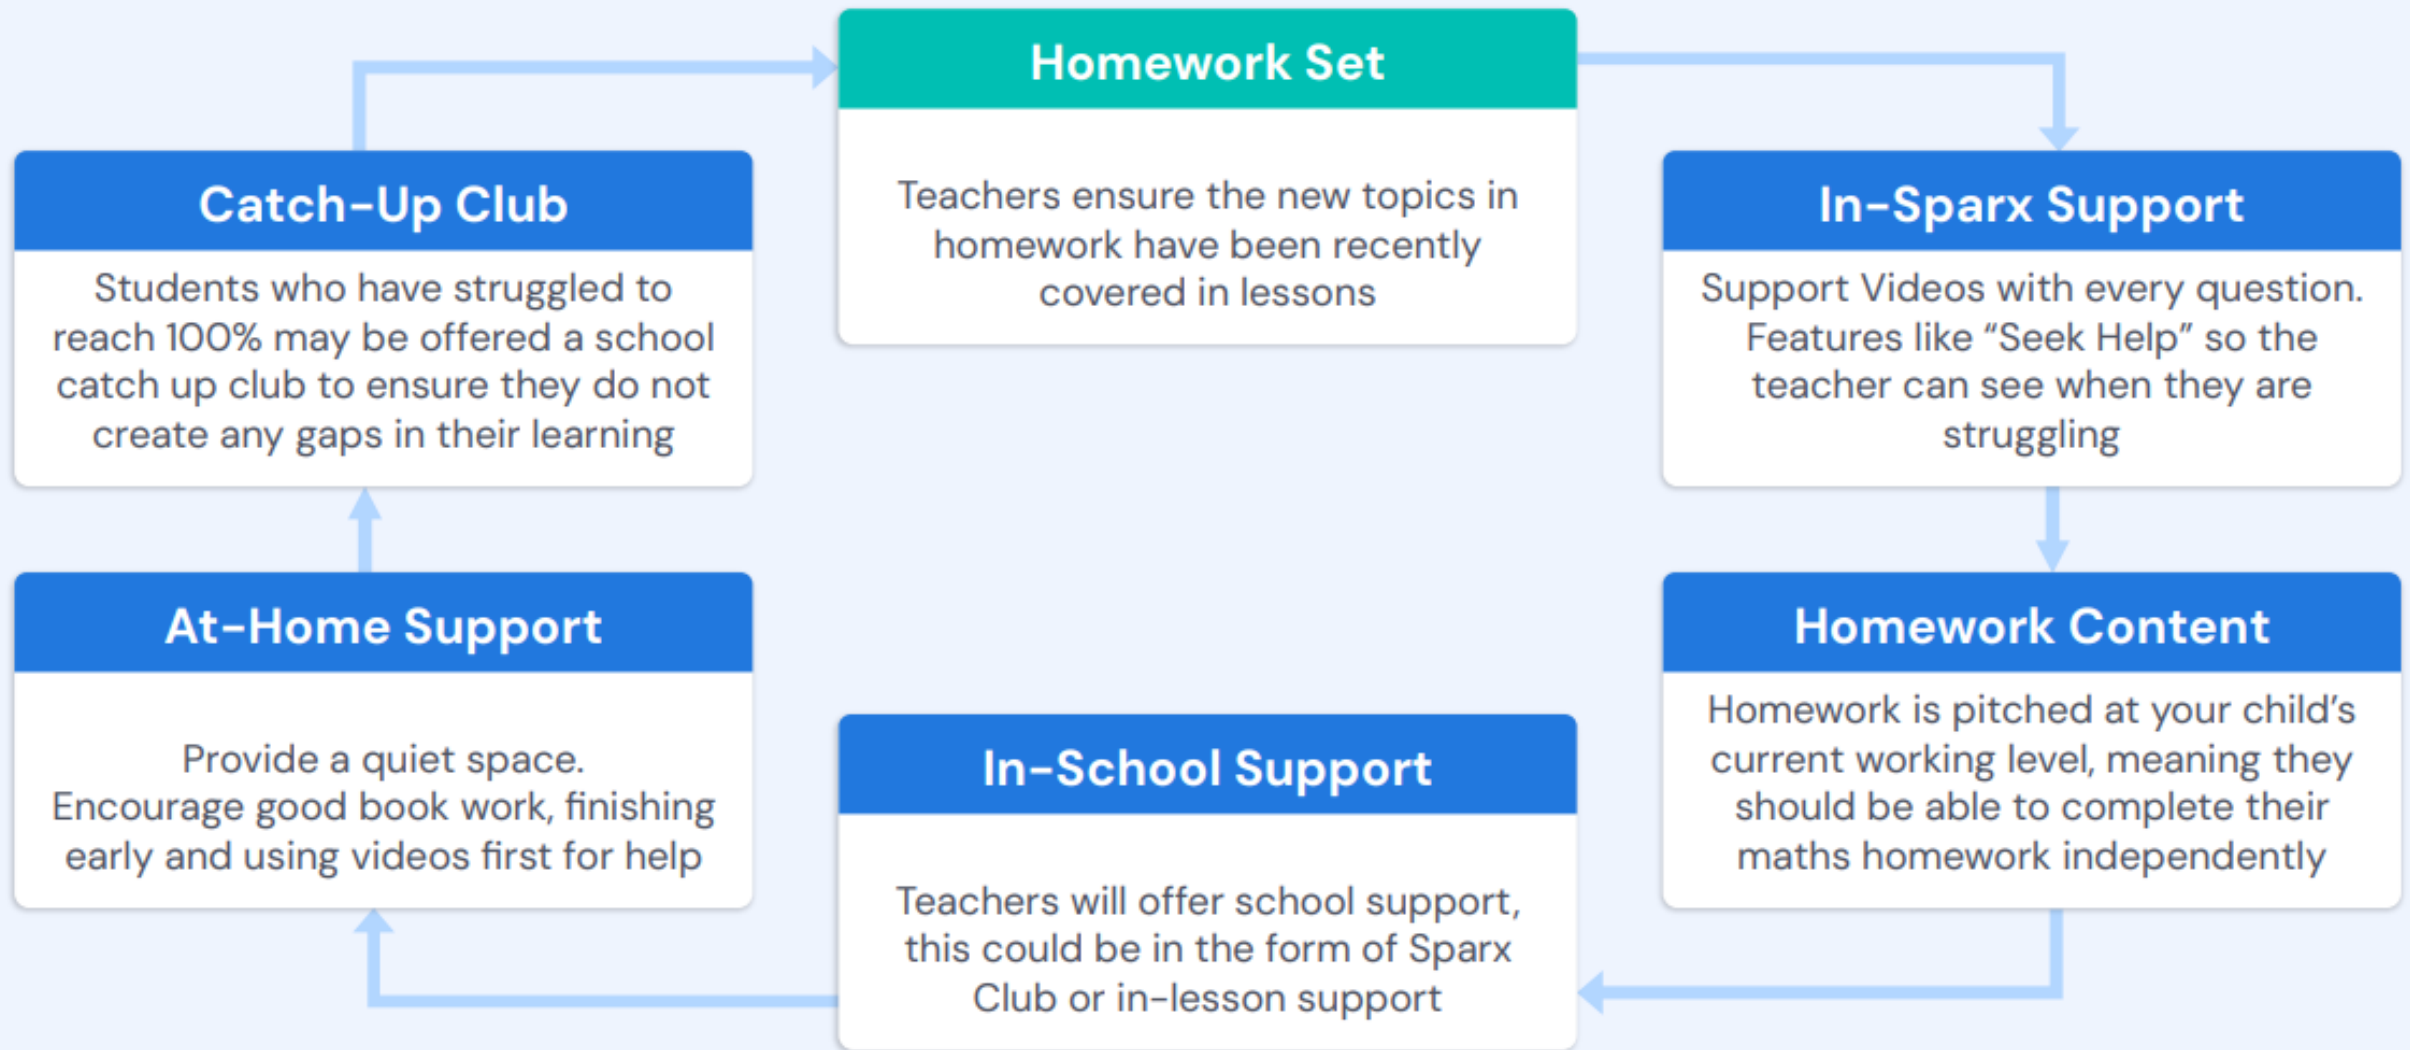 Homework Set
Teachers ensure the new topics in
homework have been recently
covered in lessons
In-Sparx Support
Support Videos with every question.
Features like “Seek Help” so the
teacher can see when they are
struggling
Homework Content
Homework is pitched at your child’s
current working level, meaning they
should be able to complete their
maths homework independently
In-School Support
Teachers will offer school support,
this could be in the form of Sparx
Club or in-lesson support
At-Home Support
Provide a quiet space.
Encourage good book work, finishing
early and using videos first for help
Catch-Up Club
Students who have struggled to
reach 100% may be offered a school
catch up club to ensure they do not
create any gaps in their learning